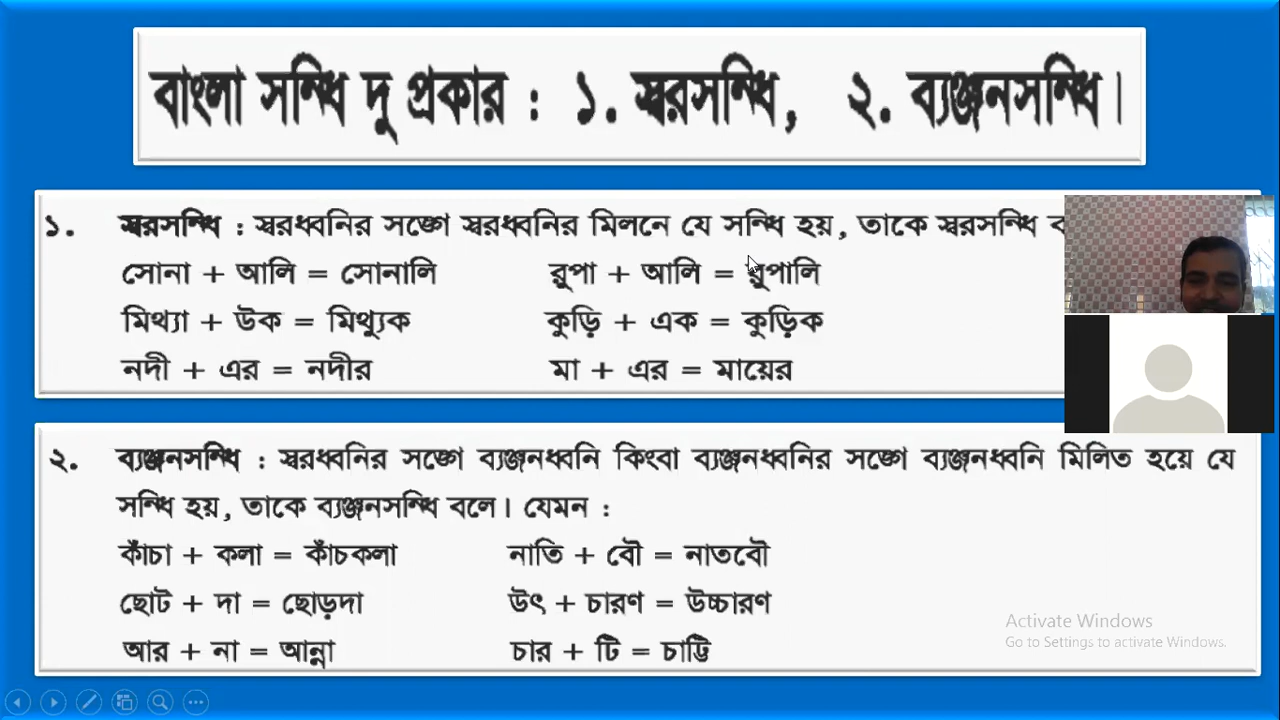 বাংলা সন্ধি দু প্রকার : ১. স্বরসন্ধি, ২. ব্যঞ্জনসন্ধি।
১. স্বরসন্ধি : স্বরধ্বনির সঙ্গে স্বরধ্বনির মিলনে যে সন্ধি হয়, তাকে স্বরসন্ধি
সোনা + আলি = সোনালি রুপা + আলি = রুপালি
মিথ্যা + উক = মিথ্যুক কুড়ি + এক = কুড়িক
নদী + এর = নদীর মা + এর = মায়ের
২. ব্যঞ্জনসন্ধি : স্বরধ্বনির সঙ্গে ব্যঞ্জনধ্বনি কিংবা ব্যঞ্জনধ্বনির সঙ্গে ব্যঞ্জনধ্বনি মিলিত হয়ে যে
সন্ধি হয়, তাকে ব্যঞ্জনসন্ধি বলে। যেমন :
কাঁচা + কলা = কাঁচকলা নাতি + বৌ = নাতবৌ
ছোট + দা = ছোড়দা উৎ + চারণ = উচ্চারণ
আর + না = আন্না চার + টি = চাট্টি
Activate Windows
Go to Settings to activate Windows.